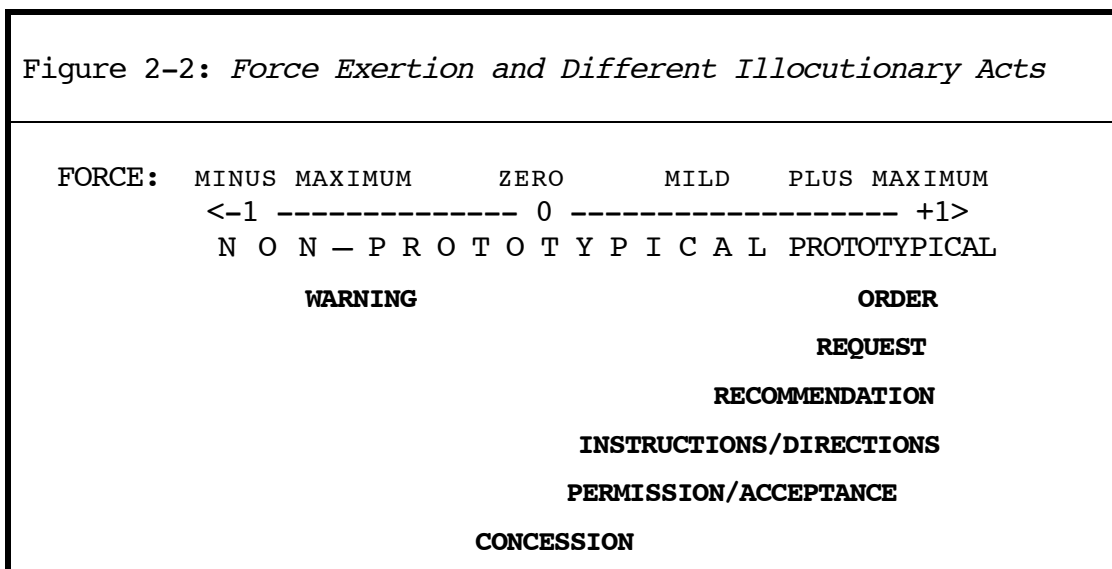 Figure 2-2: Force Exertion and Different Illocutionary Acts
FORCE: MINUS MAXIMUM ZERO MILD PLUS MAXIMUM
<-1 -------------- 0 ------------------- +1>
N O N – P R O T O T Y P I C A L PROTOTYPICAL
WARNING ORDER
REQUEST
RECOMMENDATION
INSTRUCTIONS/DIRECTIONS
PERMISSION/ACCEPTANCE
CONCESSION